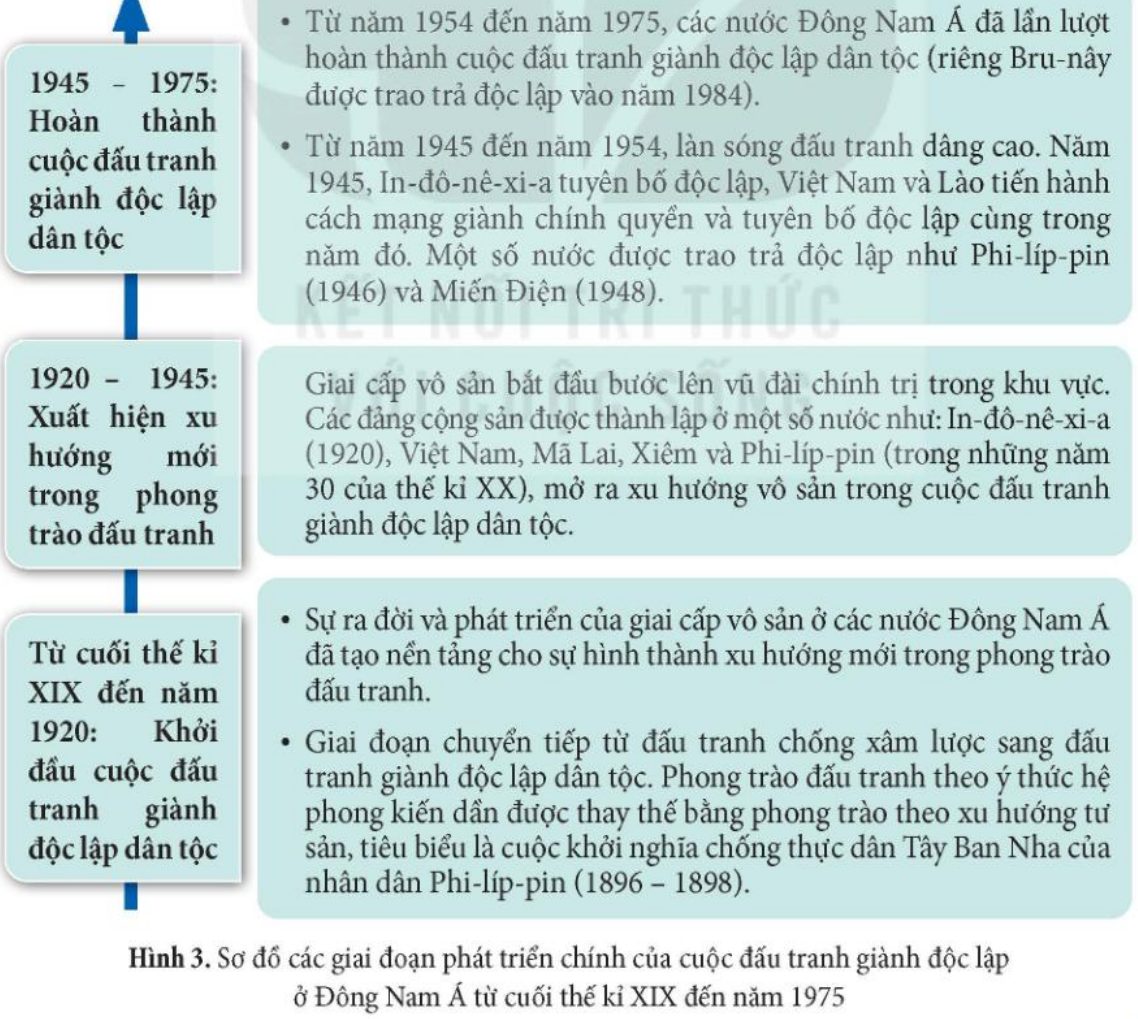 • Từ năm 1954 đến năm 1975, các nước Đông Nam Á đã lần lượt
hoàn thành cuộc đấu tranh giành độc lập dân tộc (riêng Bru-nây
được trao trả độc lập vào năm 1984).
• Từ năm 1945 đến năm 1954, làn sóng đấu tranh dâng cao. Năm
1945, In-đô-nê-xi-a tuyên bố độc lập, Việt Nam và Lào tiến hành
cách mạng giành chính quyền và tuyên bố độc lập cùng trong
năm đó. Một số nước được trao trả độc lập như Phi-líp-pin
(1946) và Miến Điện (1948).
1945 – 1975:
Hoàn thành
cuộc đấu tranh
giành độc lập
dân tộc
KẾT NỐI TRI THỨC
VỚI CUỘC SỐNG
1920 – 1945:
Xuất hiện xu
hướng mới
trong phong
trào đấu tranh
Giai cấp vô sản bắt đầu bước lên vũ đài chính trị trong khu vực.
Các đảng cộng sản được thành lập ở một số nước như: In-đô-nê-xi-a
(1920), Việt Nam, Mã Lai, Xiêm và Phi-líp-pin (trong những năm
30 của thế kỉ XX), mở ra xu hướng vô sản trong cuộc đấu tranh
giành độc lập dân tộc.
Từ cuối thế kỉ
XIX đến năm
1920: Khởi
đầu cuộc đấu
tranh giành
độc lập dân tộc
• Sự ra đời và phát triển của giai cấp vô sản ở các nước Đông Nam Á
đã tạo nền tảng cho sự hình thành xu hướng mới trong phong trào
đấu tranh.
• Giai đoạn chuyển tiếp từ đấu tranh chống xâm lược sang đấu
tranh giành độc lập dân tộc. Phong trào đấu tranh theo ý thức hệ
phong kiến dần được thay thế bằng phong trào theo xu hướng tư
sản, tiêu biểu là cuộc khởi nghĩa chống thực dân Tây Ban Nha của
nhân dân Phi-líp-pin (1896 – 1898).
Hình 3. Sơ đồ các giai đoạn phát triển chính của cuộc đấu tranh giành độc lập
ở Đông Nam Á từ cuối thế kỉ XIX đến năm 1975